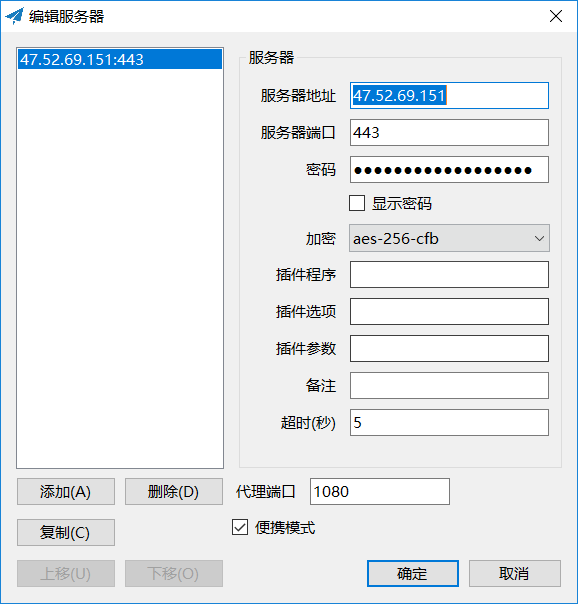 编辑服务器
47.52.69.151:443
服务器
服务器地址 47.52.69.151
服务器端口 443
密码 ●●●●●●●●●●●●●●●●●●
显示密码
加密 aes-256-cfb
插件程序
插件选项
插件参数
备注
超时(秒) 5
添加(A) 删除(D) 代理端口 1080
复制(C) 便携模式
上移(U) 下移(O) 确定 取消